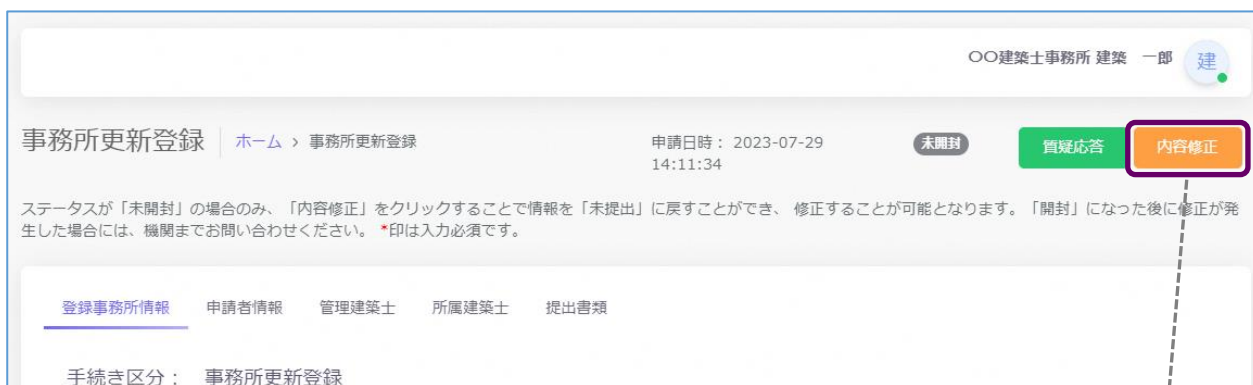 〇〇建築士事務所 建築 一郎
建
事務所更新登録
ホーム › 事務所更新登録
申請日時： 2023-07-29
14:11:34
未開封
質疑応答
内容修正
ステータスが「未開封」の場合のみ、「内容修正」をクリックすることで情報を「未提出」に戻すことができ、 修正することが可能となります。「開封」になった後に修正が発
生した場合には、機関までお問い合わせください。 *印は入力必須です。
登録事務所情報
申請者情報
管理建築士
所属建築士
提出書類
手続き区分： 事務所更新登録